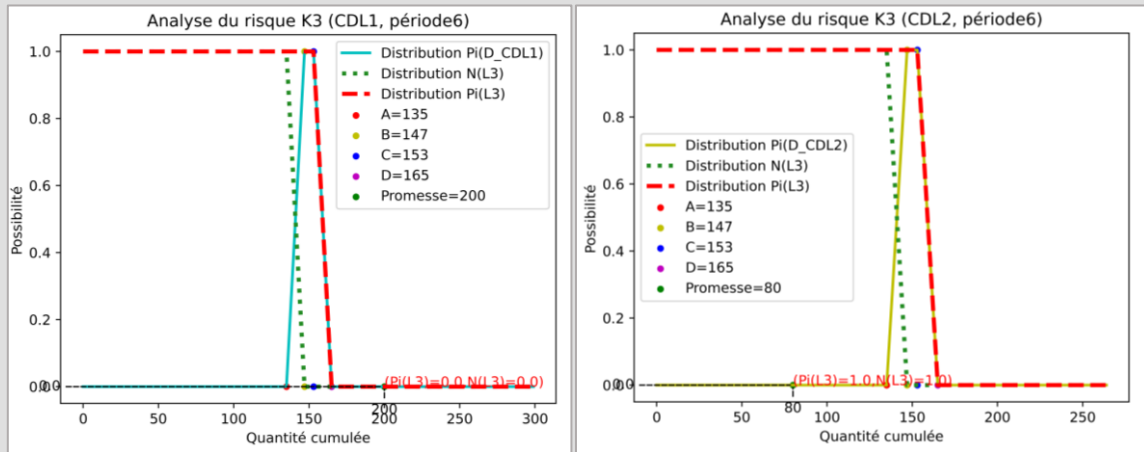 Analyse du risque K3 (CDL1, période6)
Possibilité
1.0
0.8
0.6
0.4
0.2
0.0
Distribution Pi(D_CDL1)
Distribution N(L3)
Distribution Pi(L3)
A=135
B=147
C=153
D=165
Promesse=200
(Pi(L3)=0.0,N(L3)=0.0)
0 50 100 150 200 250 300
200
Quantité cumulée
Analyse du risque K3 (CDL2, période6)
Possibilité
1.0
0.8
0.6
0.4
0.2
0.0
Distribution Pi(D_CDL2)
Distribution N(L3)
Distribution Pi(L3)
A=135
B=147
C=153
D=165
Promesse=80
(Pi(L3)=1.0,N(L3)=1.0)
0 50 100 150 200 250
80
Quantité cumulée